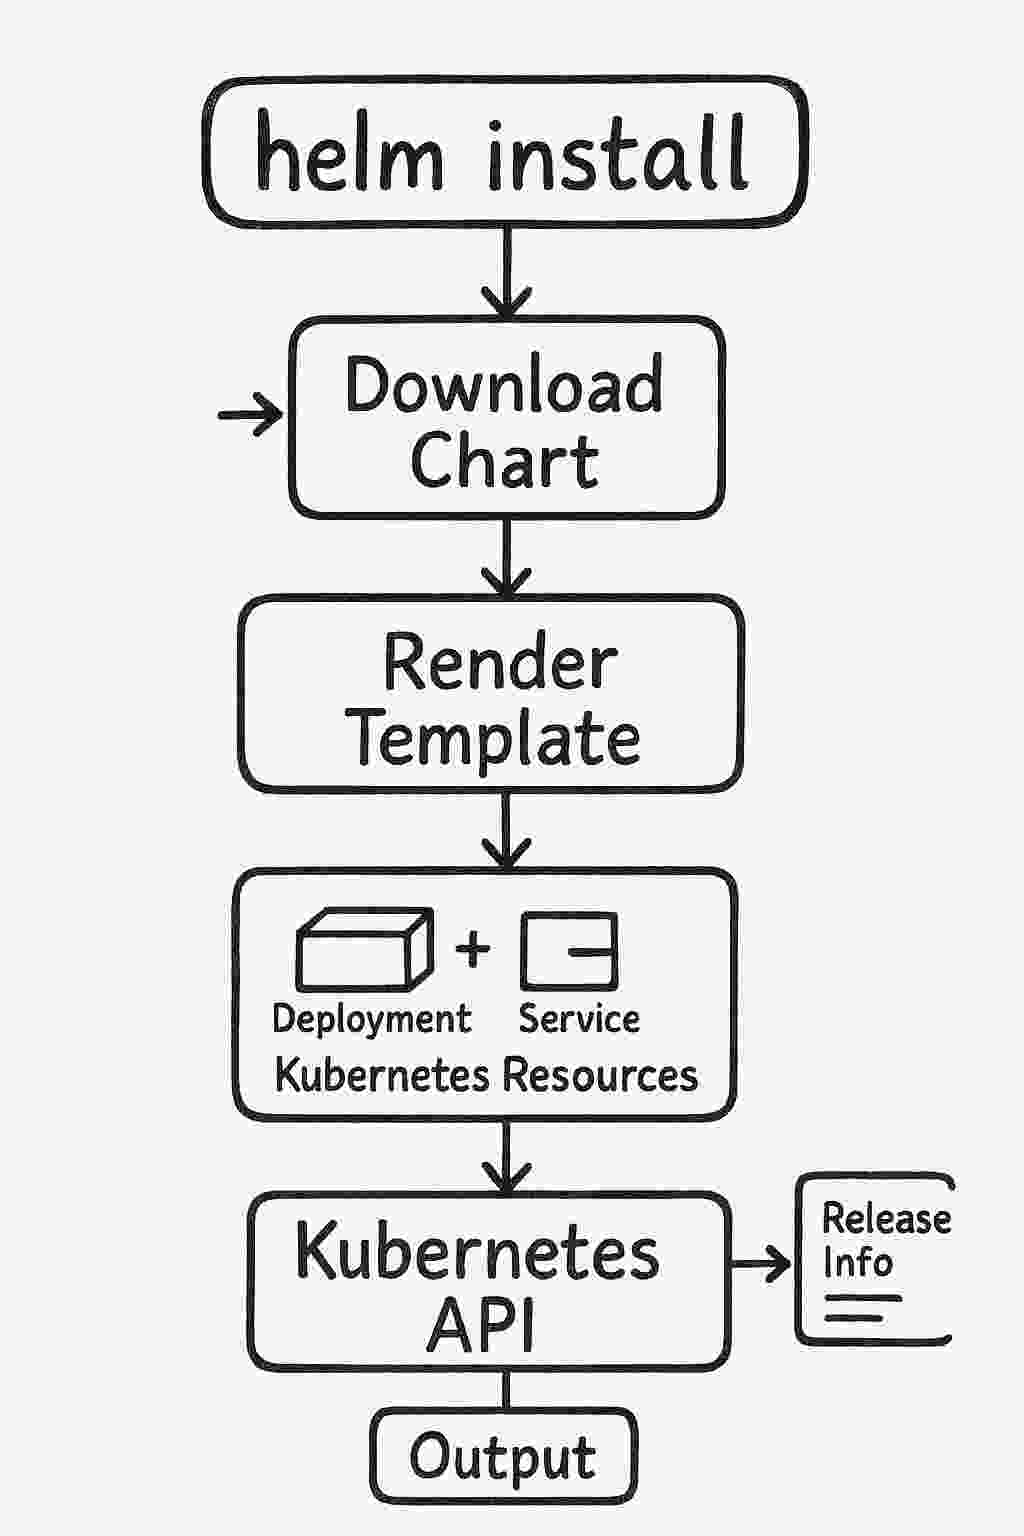 helm install
Download
Chart
Render
Template
+
Deployment Service
Kubernetes Resources
Kubernetes
API
Release
Info
Output